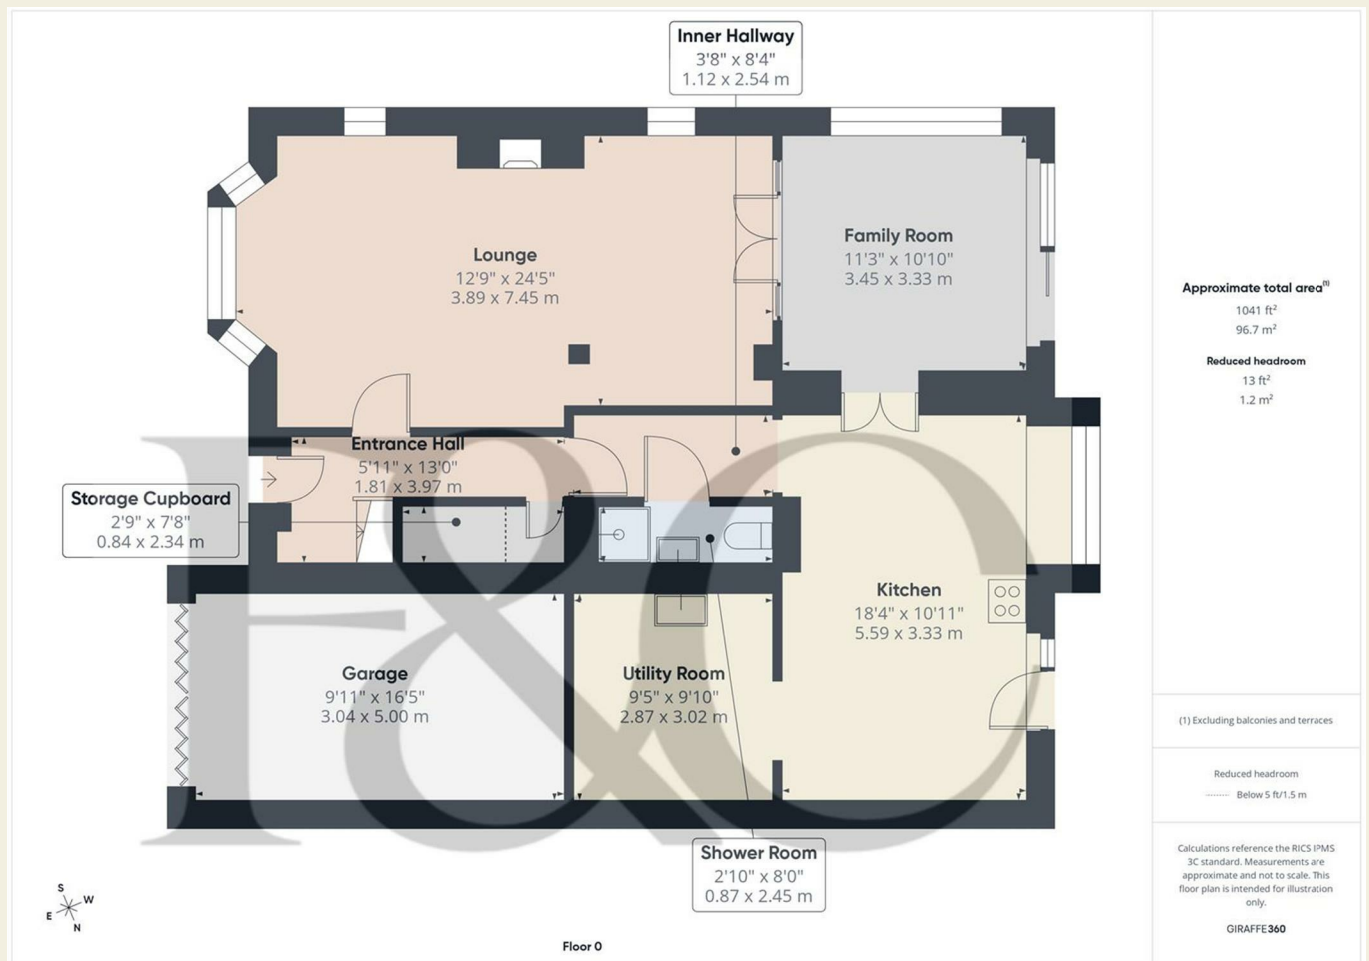 Inner Hallway
3'8" x 8'4"
1.12 x 2.54 m
Lounge
12'9" x 24'5"
3.89 x 7.45 m
Family Room
11'3" x 10'10"
3.45 x 3.33 m
Entrance Hall
5'11" x 13'0"
1.81 x 3.97 m
Storage Cupboard
2'9" x 7'8"
0.84 x 2.34 m
Kitchen
18'4" x 10'11"
5.59 x 3.33 m
Garage
9'11" x 16'5"
3.04 x 5.00 m
Utility Room
9'5" x 9'10"
2.87 x 3.02 m
Shower Room
2'10" x 8'0"
0.87 x 2.45 m
F&C
S
W
E
N
Floor 0
Approximate total area(1)
1041 ft²
96.7 m²
Reduced headroom
13 ft²
1.2 m²
(1) Excluding balconies and terraces
Reduced headroom
Below 5 ft/1.5 m
Calculations reference the RICS IPMS
3C standard. Measurements are
approximate and not to scale. This
floor plan is intended for illustration
only.
GIRAFFE360